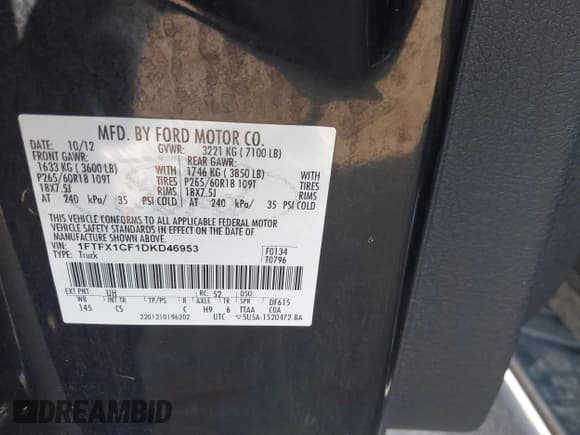 MFD. BY FORD MOTOR CO.
DATE: 10/12 GVWR: 3221 KG ( 7100 LB)
FRONT GAWR: REAR GAWR:
1633 KG ( 3600 LB) WITH 1746 KG ( 3850 LB) WITH
P265/60R18 109T TIRES P265/60R18 109T TIRES
18X7.5J RIMS 18X7.5J RIMS
AT 240 kPa/ 35 PSI COLD AT 240 kPa/ 35 PSI COLD
THIS VEHICLE CONFORMS TO ALL APPLICABLE FEDERAL MOTOR
VEHICLE SAFETY STANDARDS IN EFFECT ON THE DATE OF
MANUFACTURE SHOWN ABOVE.
VIN: 1FTFX1CF1DKD46953 F0134
TYPE: Truck T0796
EXT PNT: UH RC: 52 DSO:
WB INT TR TP/PS R AXLE TR SPR DF615
145 CS C H9 6 TTAA COA
2201210196202 UTC 5U5A-1520472-BA
DREAMBID